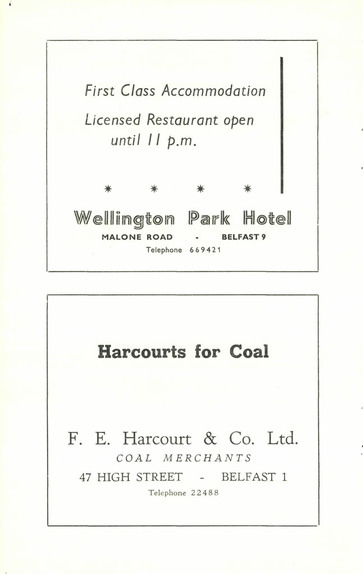 First Class Accommodation
Licensed Restaurant open
until 11 p.m.
* * * *
Wellington Park Hotel
MALONE ROAD - BELFAST 9
Telephone 669421
Harcourts for Coal
F. E. Harcourt & Co. Ltd.
COAL MERCHANTS
47 HIGH STREET - BELFAST 1
Telephone 22488